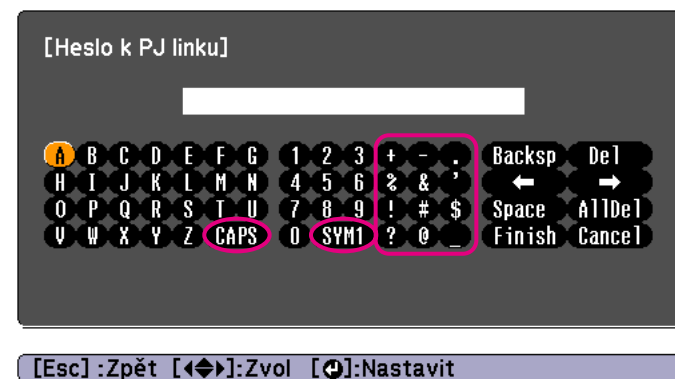 [Heslo k PJ linku]
A B C D E F G 1 2 3 + - . Backsp Del
H I J K L M N 4 5 6 % & ’ ← →
O P Q R S T U 7 8 9 ! # $ Space AllDel
V W X Y Z CAPS 0 SYM1 ? @ _ Finish Cancel
[Esc] :Zpět [◆]:Zvol [↵]:Nastavit